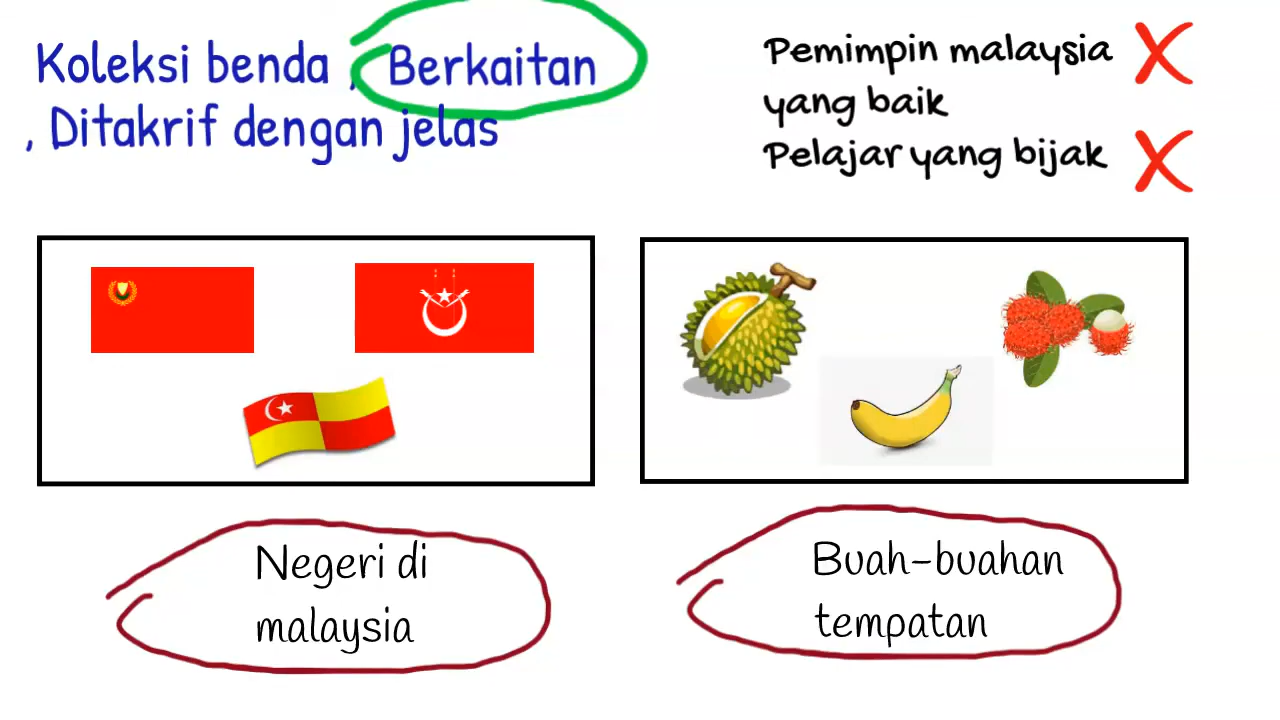 Koleksi benda , Berkaitan
, Ditakrif dengan jelas
Pemimpin malaysia
yang baik
Pelajar yang bijak
Negeri di
malaysia
Buah-buahan
tempatan